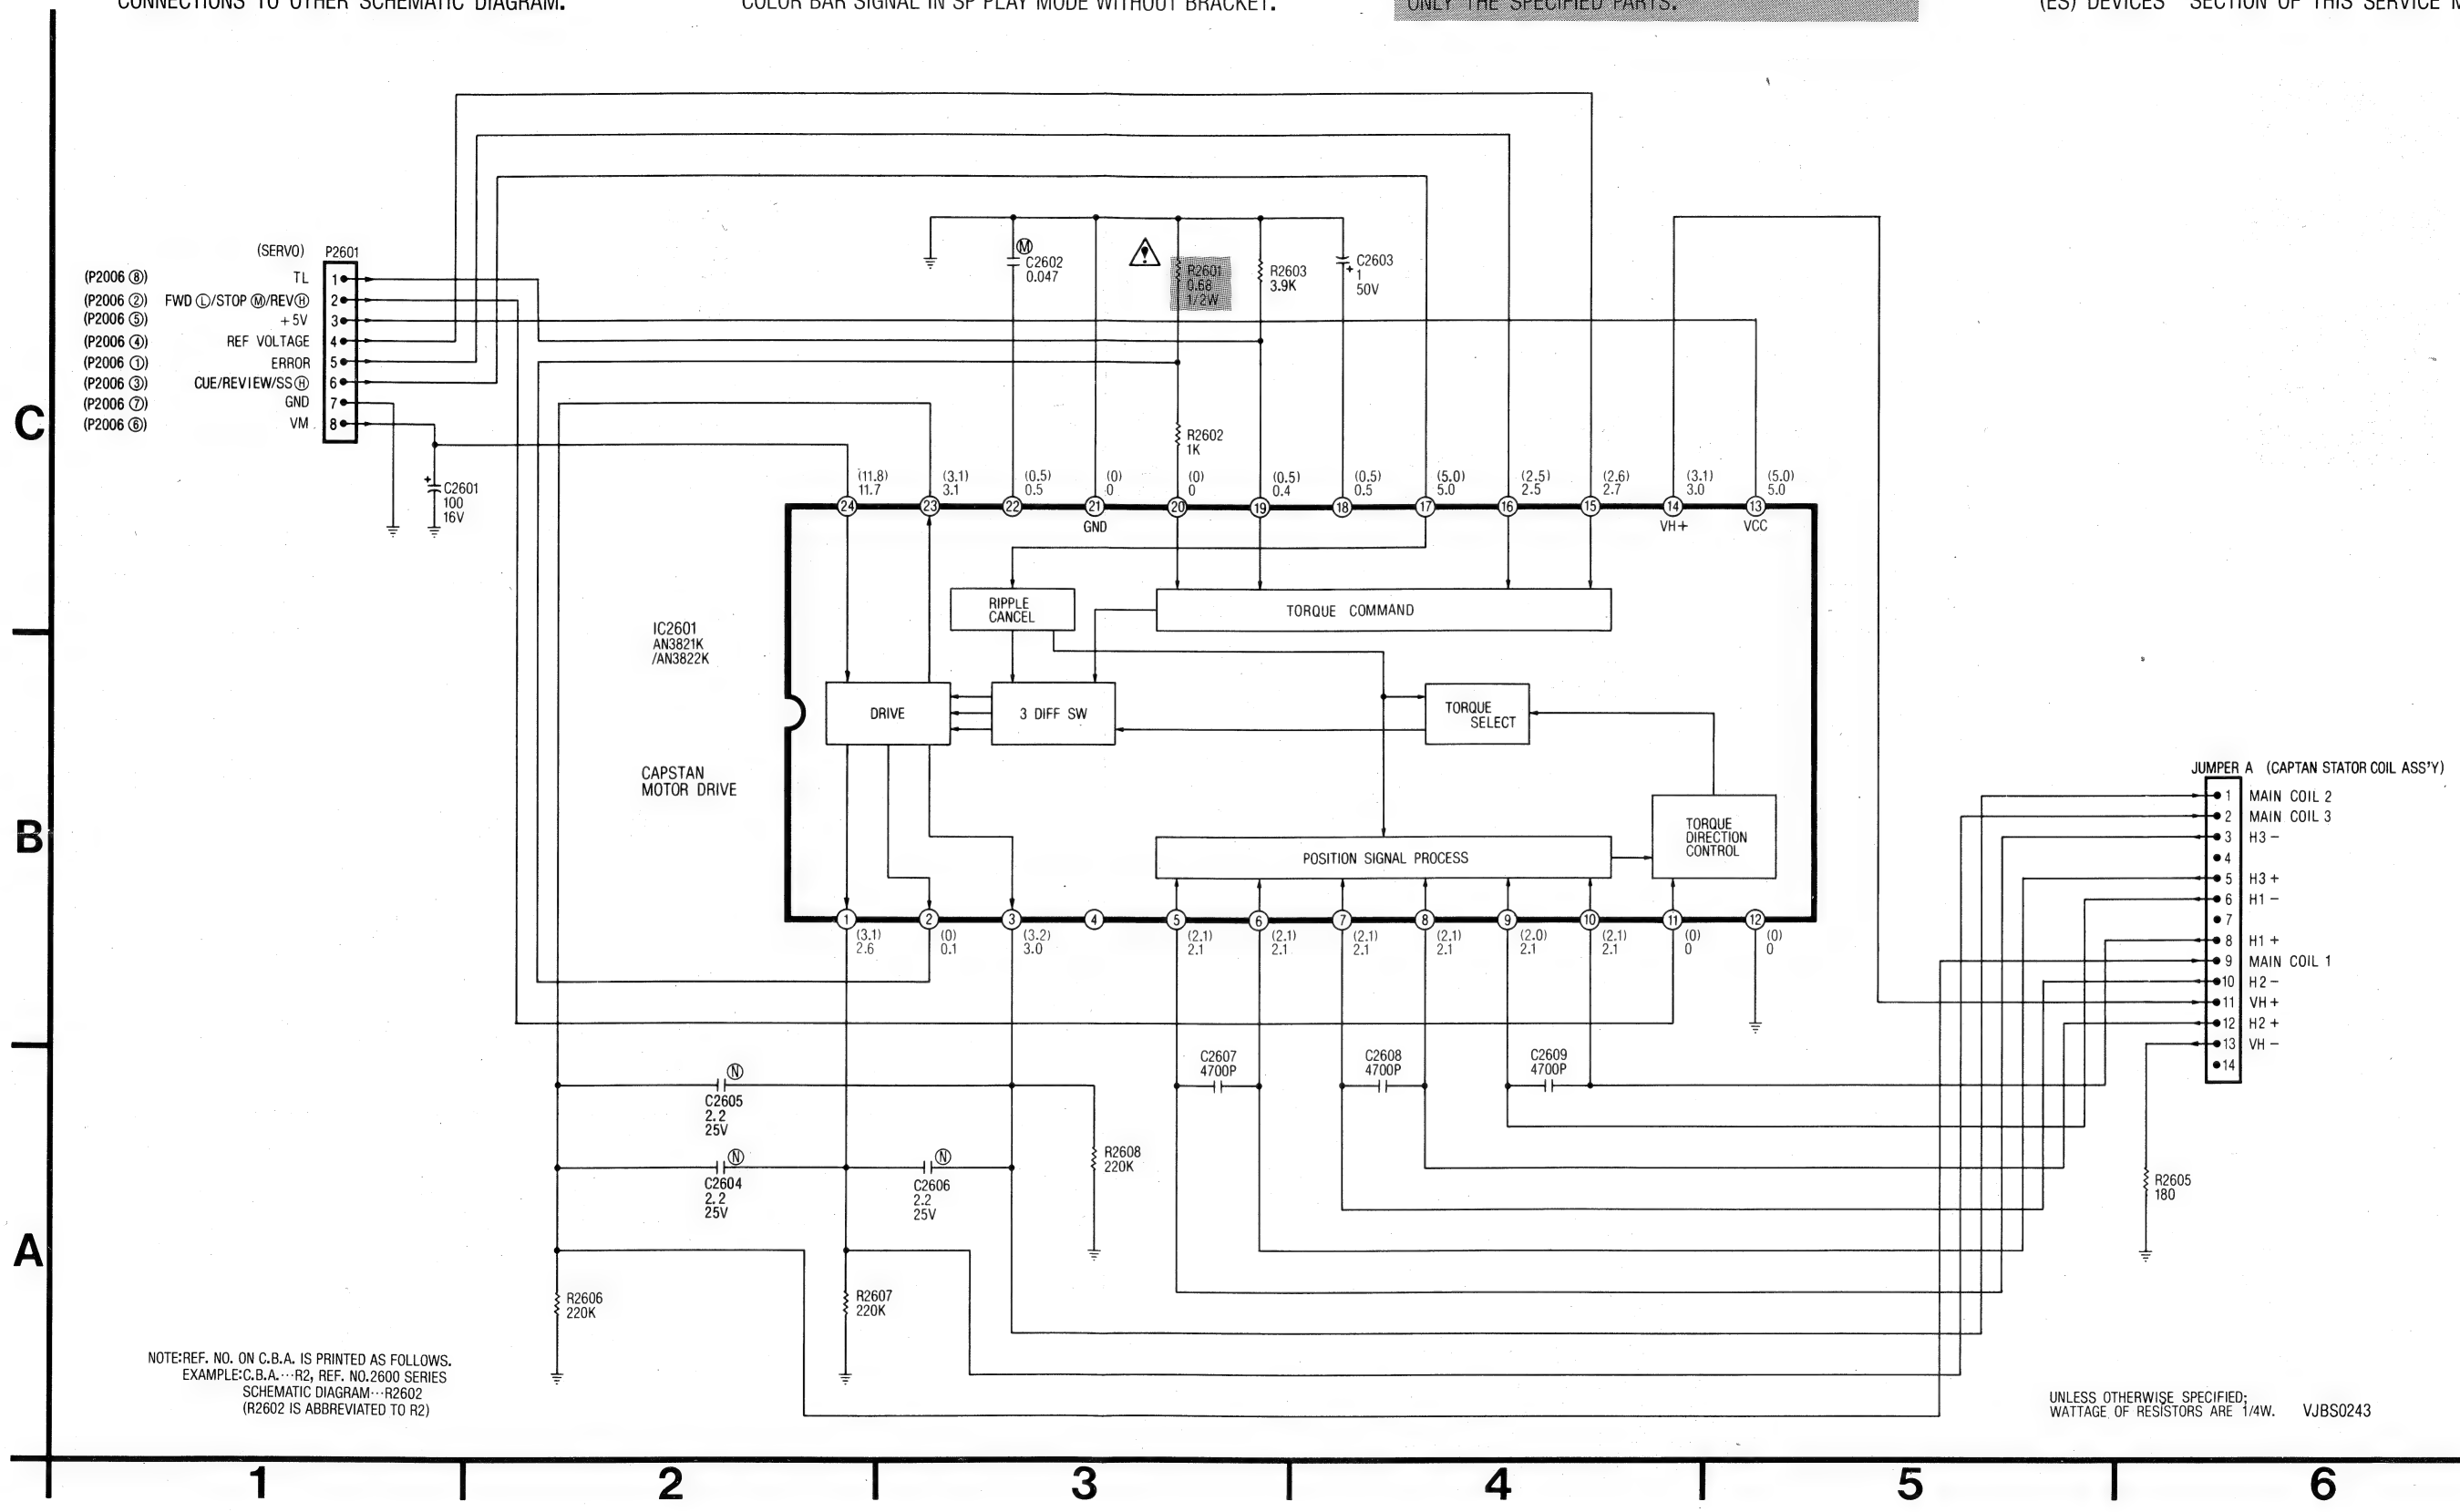 CONNECTIONS TO OTHER SCHEMATIC DIAGRAM.
COLOR BAR SIGNAL IN SP PLAY MODE WITHOUT BRACKET.
ONLY THE SPECIFIED PARTS.
(ES) DEVICES" SECTION OF THIS SERVICE
(SERVO) P2601
(P2006 ⑧) TL 1
(P2006 ②) FWD Ⓛ/STOP Ⓜ/REV Ⓗ 2
(P2006 ⑤) +5V 3
(P2006 ④) REF VOLTAGE 4
(P2006 ①) ERROR 5
(P2006 ③) CUE/REVIEW/SS Ⓗ 6
(P2006 ⑦) GND 7
(P2006 ⑥) VM 8
C2601
100
16V
Ⓜ
C2602
0.047
R2601
0.68
1/2W
R2603
3.9K
C2603
1
50V
R2602
1K
(11.8) (3.1) (0.5) (0) (0) (0.5) (0.5) (5.0) (2.5) (2.6) (3.1) (5.0)
11.7 3.1 0.5 0 0 0.4 0.5 5.0 2.5 2.7 3.0 5.0
24 23 22 21 20 19 18 17 16 15 14 13
GND VH+ VCC
IC2601
AN3821K
/AN3822K
RIPPLE
CANCEL
TORQUE COMMAND
DRIVE
3 DIFF SW
TORQUE
SELECT
CAPSTAN
MOTOR DRIVE
POSITION SIGNAL PROCESS
TORQUE
DIRECTION
CONTROL
1 2 3 4 5 6 7 8 9 10 11 12
(3.1) (0) (3.2) (2.1) (2.1) (2.1) (2.1) (2.0) (2.1) (0) (0)
2.6 0.1 3.0 2.1 2.1 2.1 2.1 2.1 2.1 0 0
JUMPER A (CAPTAN STATOR COIL ASS'Y)
1 MAIN COIL 2
2 MAIN COIL 3
3 H3 −
4
5 H3 +
6 H1 −
7
8 H1 +
9 MAIN COIL 1
10 H2 −
11 VH +
12 H2 +
13 VH −
14
C2607
4700P
C2608
4700P
C2609
4700P
Ⓝ
C2605
2.2
25V
Ⓝ
C2604
2.2
25V
Ⓝ
C2606
2.2
25V
R2608
220K
R2605
180
R2606
220K
R2607
220K
NOTE:REF. NO. ON C.B.A. IS PRINTED AS FOLLOWS.
EXAMPLE:C.B.A.···R2, REF. NO.2600 SERIES
SCHEMATIC DIAGRAM···R2602
(R2602 IS ABBREVIATED TO R2)
UNLESS OTHERWISE SPECIFIED;
WATTAGE OF RESISTORS ARE 1/4W. VJBS0243
C
B
A
1 2 3 4 5 6